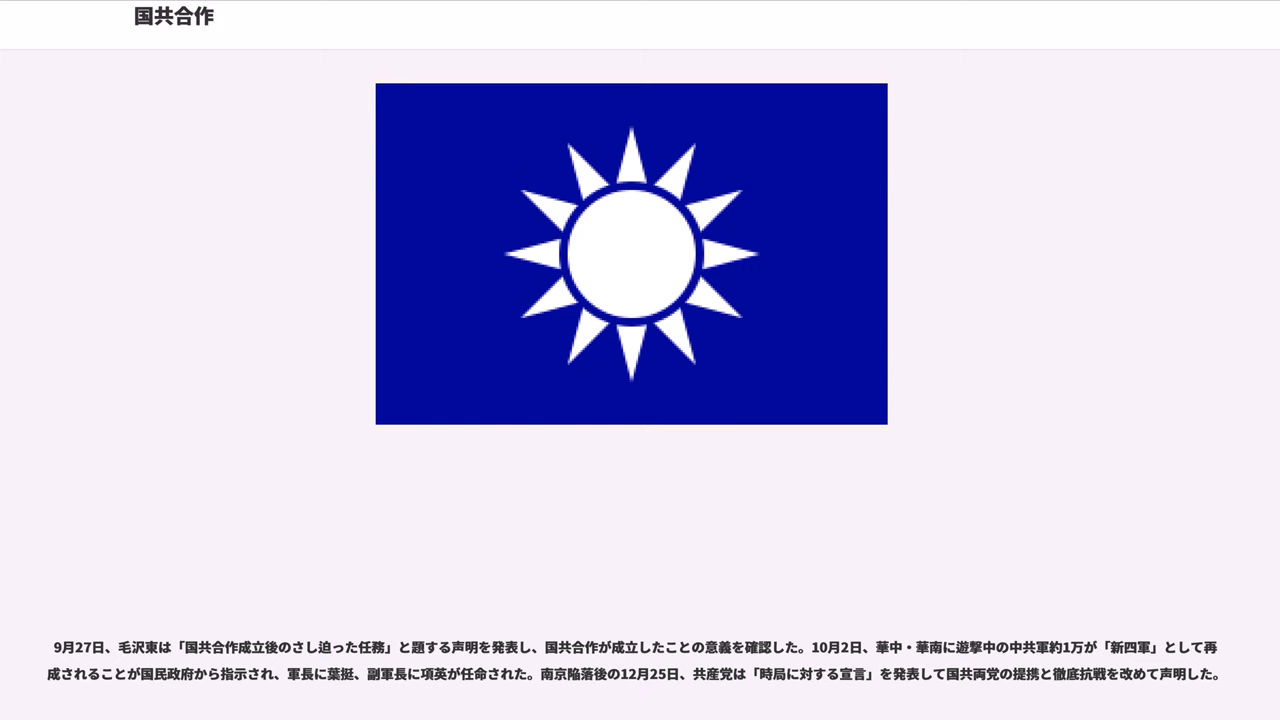 国共合作
9月27日、毛沢東は「国共合作成立後のさし迫った任務」と題する声明を発表し、国共合作が成立したことの意義を確認した。10月2日、華中・華南に遊撃中の中共軍約1万が「新四軍」として再
成されることが国民政府から指示され、軍長に葉挺、副軍長に項英が任命された。南京陥落後の12月25日、共産党は「時局に対する宣言」を発表して国共両党の提携と徹底抗戦を改めて声明した。